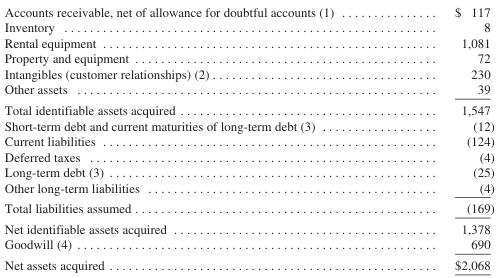 Accounts receivable, net of allowance for doubtful accounts (1) ............... $ 117
Inventory ............... 8
Rental equipment ............... 1,081
Property and equipment ............... 72
Intangibles (customer relationships) (2) ............... 230
Other assets ............... 39
Total identifiable assets acquired ............... 1,547
Short-term debt and current maturities of long-term debt (3) ............... (12)
Current liabilities ............... (124)
Deferred taxes ............... (4)
Long-term debt (3) ............... (25)
Other long-term liabilities ............... (4)
Total liabilities assumed ............... (169)
Net identifiable assets acquired ............... 1,378
Goodwill (4) ............... 690
Net assets acquired ............... $2,068